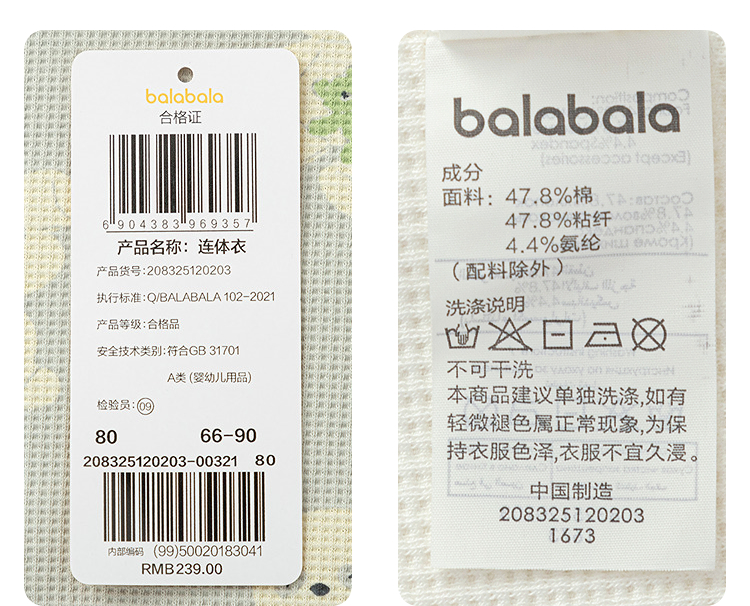 balabala
合格证
6 904383 969357
产品名称：连体衣
产品货号：208325120203
执行标准：Q/BALABALA 102-2021
产品等级：合格品
安全技术类别：符合GB 31701
A类 (婴幼儿用品)
检验员：09
80 66-90
208325120203-00321 80
内部编码 (99)50020183041
RMB239.00
balabala
成分
面料：47.8%棉
47.8%粘纤
4.4%氨纶
（配料除外）
洗涤说明
不可干洗
本商品建议单独洗涤，如有
轻微褪色属正常现象，为保
持衣服色泽，衣服不宜久浸。
中国制造
208325120203
1673